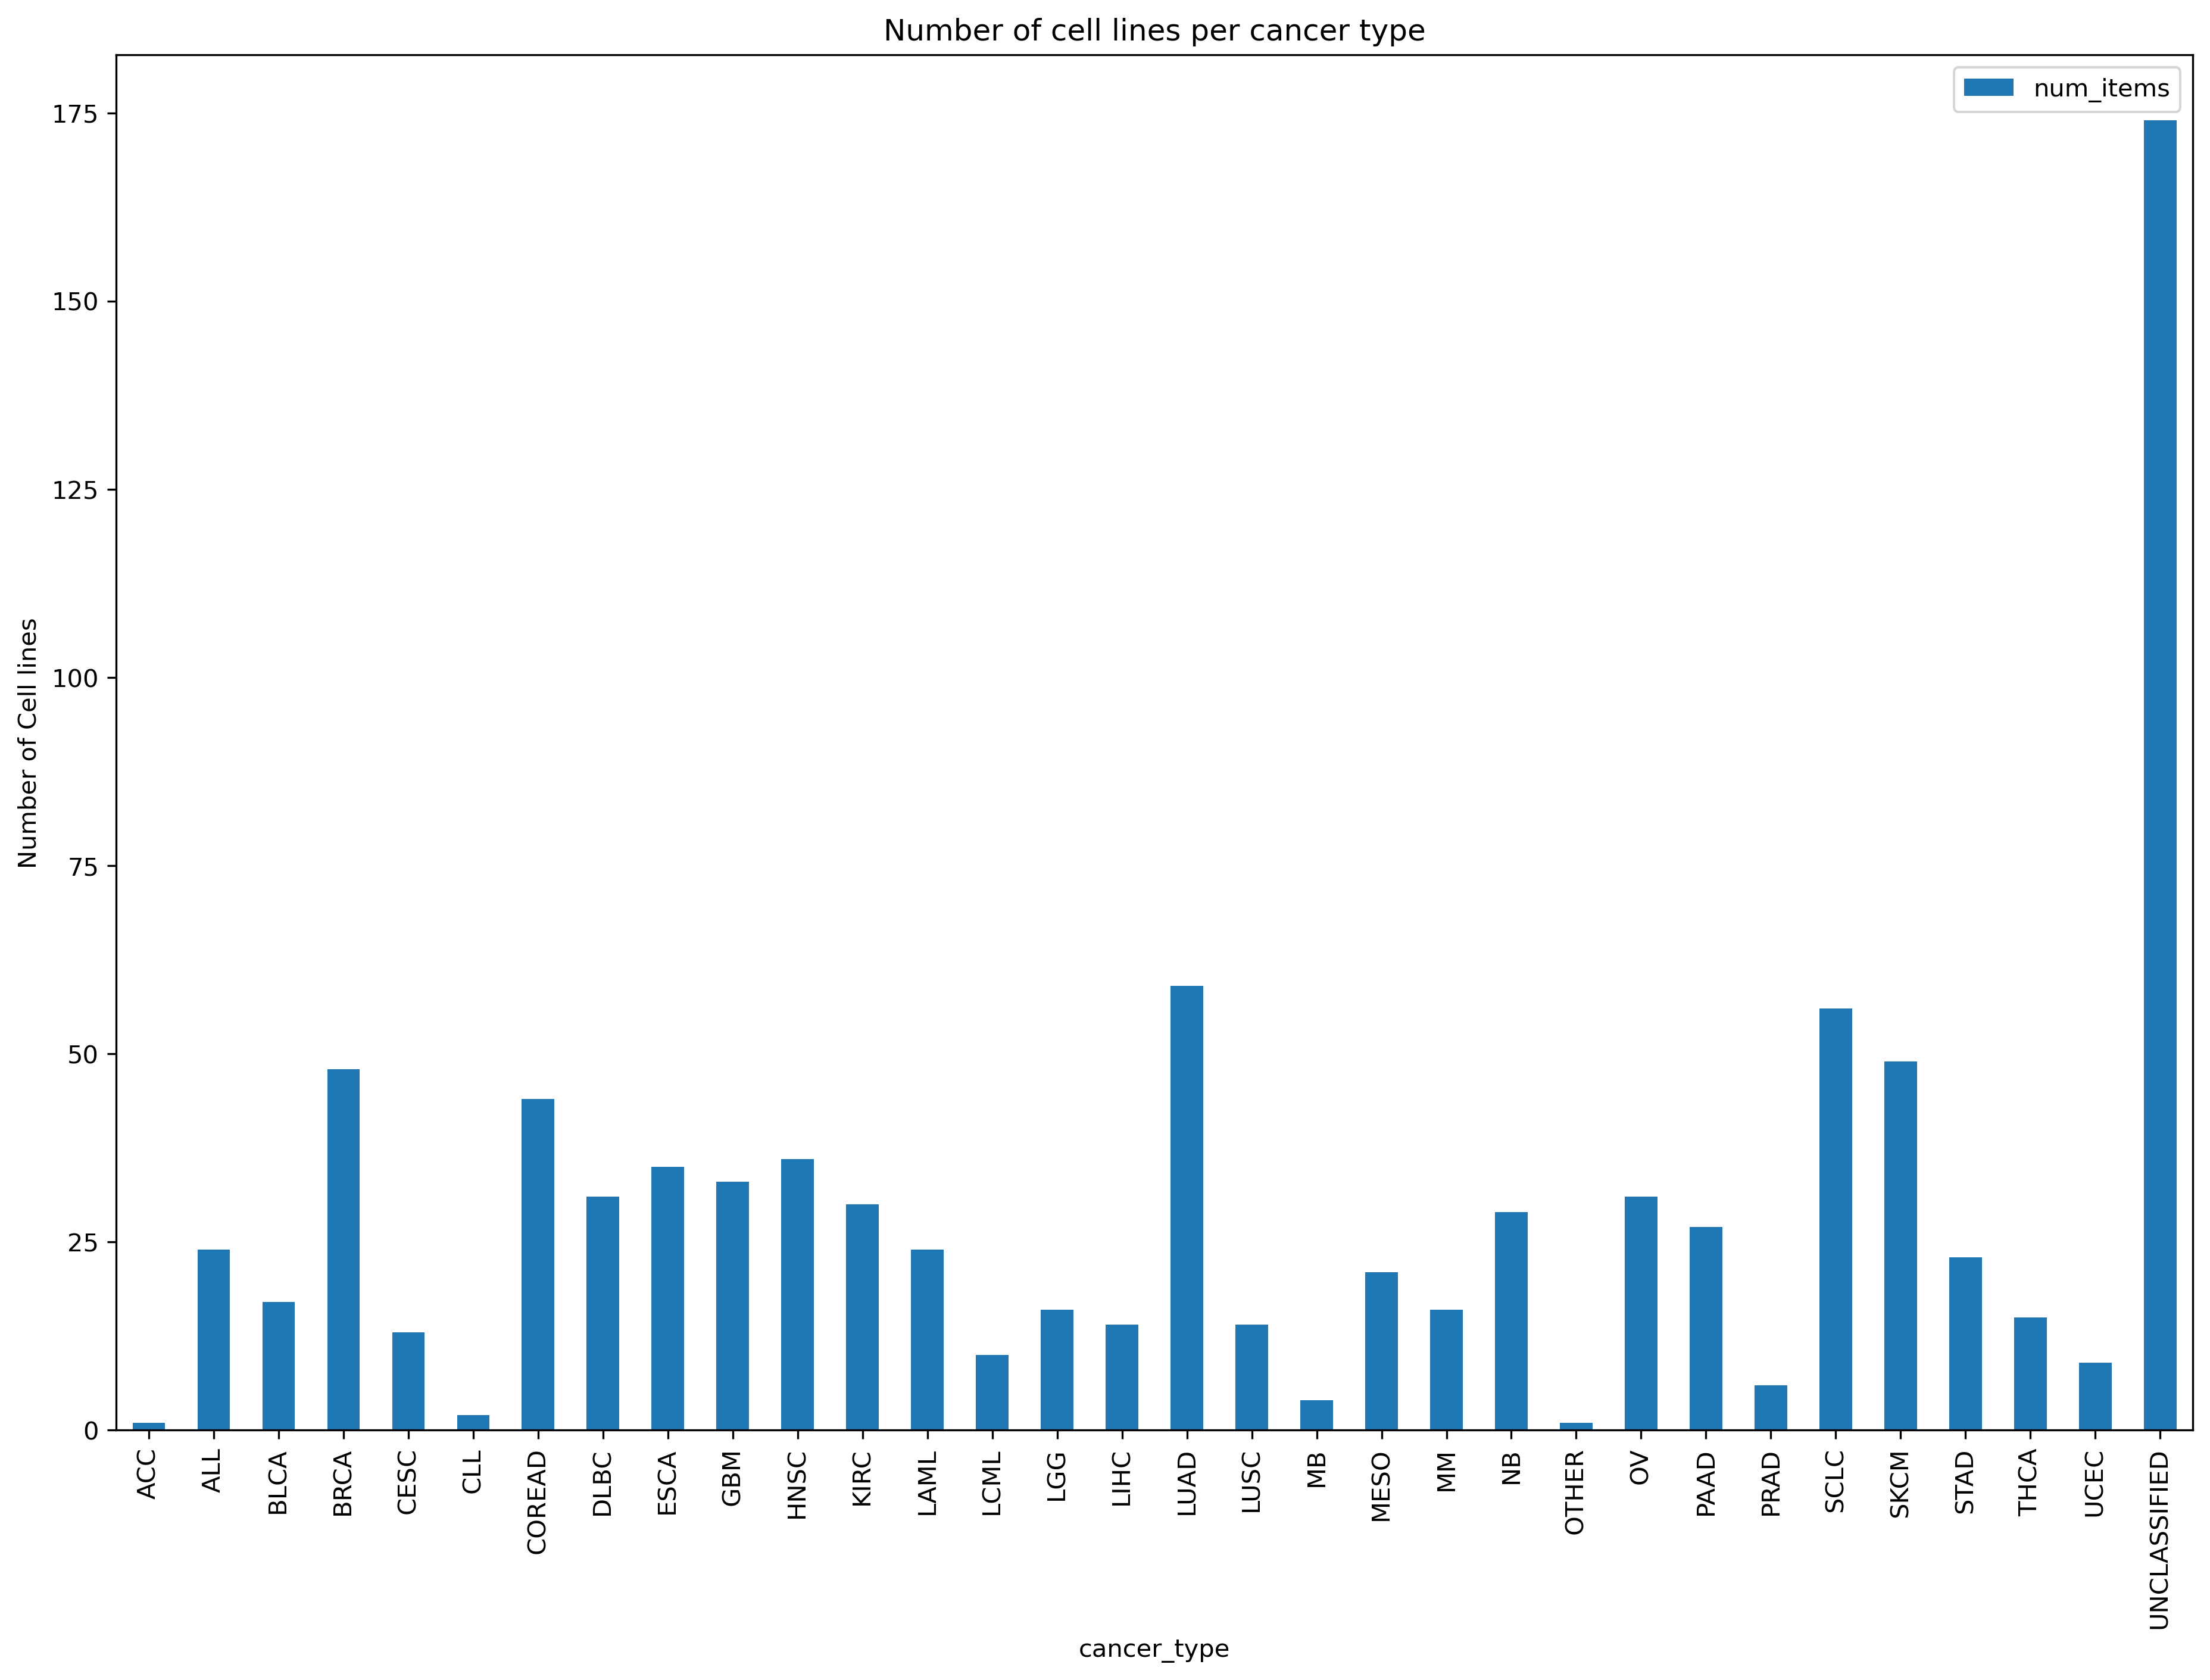 Number of cell lines per cancer type
num_items
175
150
125
100
75
50
25
0
Number of Cell lines
ACC
ALL
BLCA
BRCA
CESC
CLL
COREAD
DLBC
ESCA
GBM
HNSC
KIRC
LAML
LCML
LGG
LIHC
LUAD
LUSC
MB
MESO
MM
NB
OTHER
OV
PAAD
PRAD
SCLC
SKCM
STAD
THCA
UCEC
UNCLASSIFIED
cancer_type